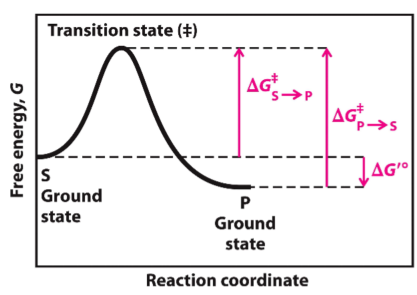 Transition state (‡)
ΔG‡S→P
ΔG‡P→S
ΔG′°
S
Ground
state
P
Ground
state
Free energy, G
Reaction coordinate